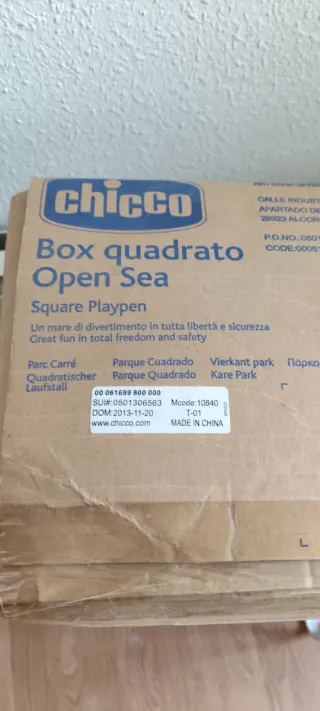 chicco
CALLE INDUST
APARTADO DE
28923 ALCOR
P.O.NO.:0501
CODE:00061
Box quadrato
Open Sea
Square Playpen
Un mare di divertimento in tutta libertà e sicurezza
Great fun in total freedom and safety
Parc Carré
Parque Cuadrado
Vierkant park
Πάρκο
Quadratischer
Laufstall
Parque Quadrado
Kare Park
00 061689 800 000
SUI#:0501306563 Mcode:10840
DOM:2013-11-20 T-01
www.chicco.com MADE IN CHINA
L